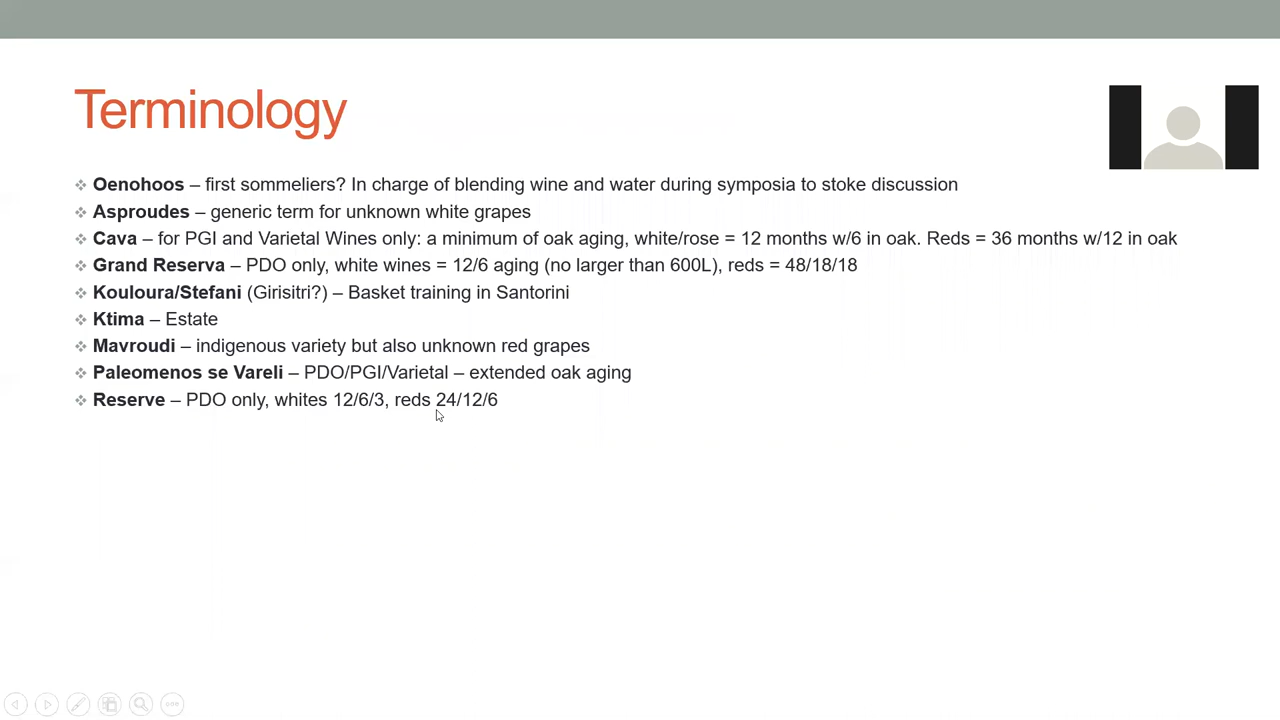 Terminology
Oenohoos – first sommeliers? In charge of blending wine and water during symposia to stoke discussion
Asproudes – generic term for unknown white grapes
Cava – for PGI and Varietal Wines only: a minimum of oak aging, white/rose = 12 months w/6 in oak. Reds = 36 months w/12 in oak
Grand Reserva – PDO only, white wines = 12/6 aging (no larger than 600L), reds = 48/18/18
Kouloura/Stefani (Girisitri?) – Basket training in Santorini
Ktima – Estate
Mavroudi – indigenous variety but also unknown red grapes
Paleomenos se Vareli – PDO/PGI/Varietal – extended oak aging
Reserve – PDO only, whites 12/6/3, reds 24/12/6